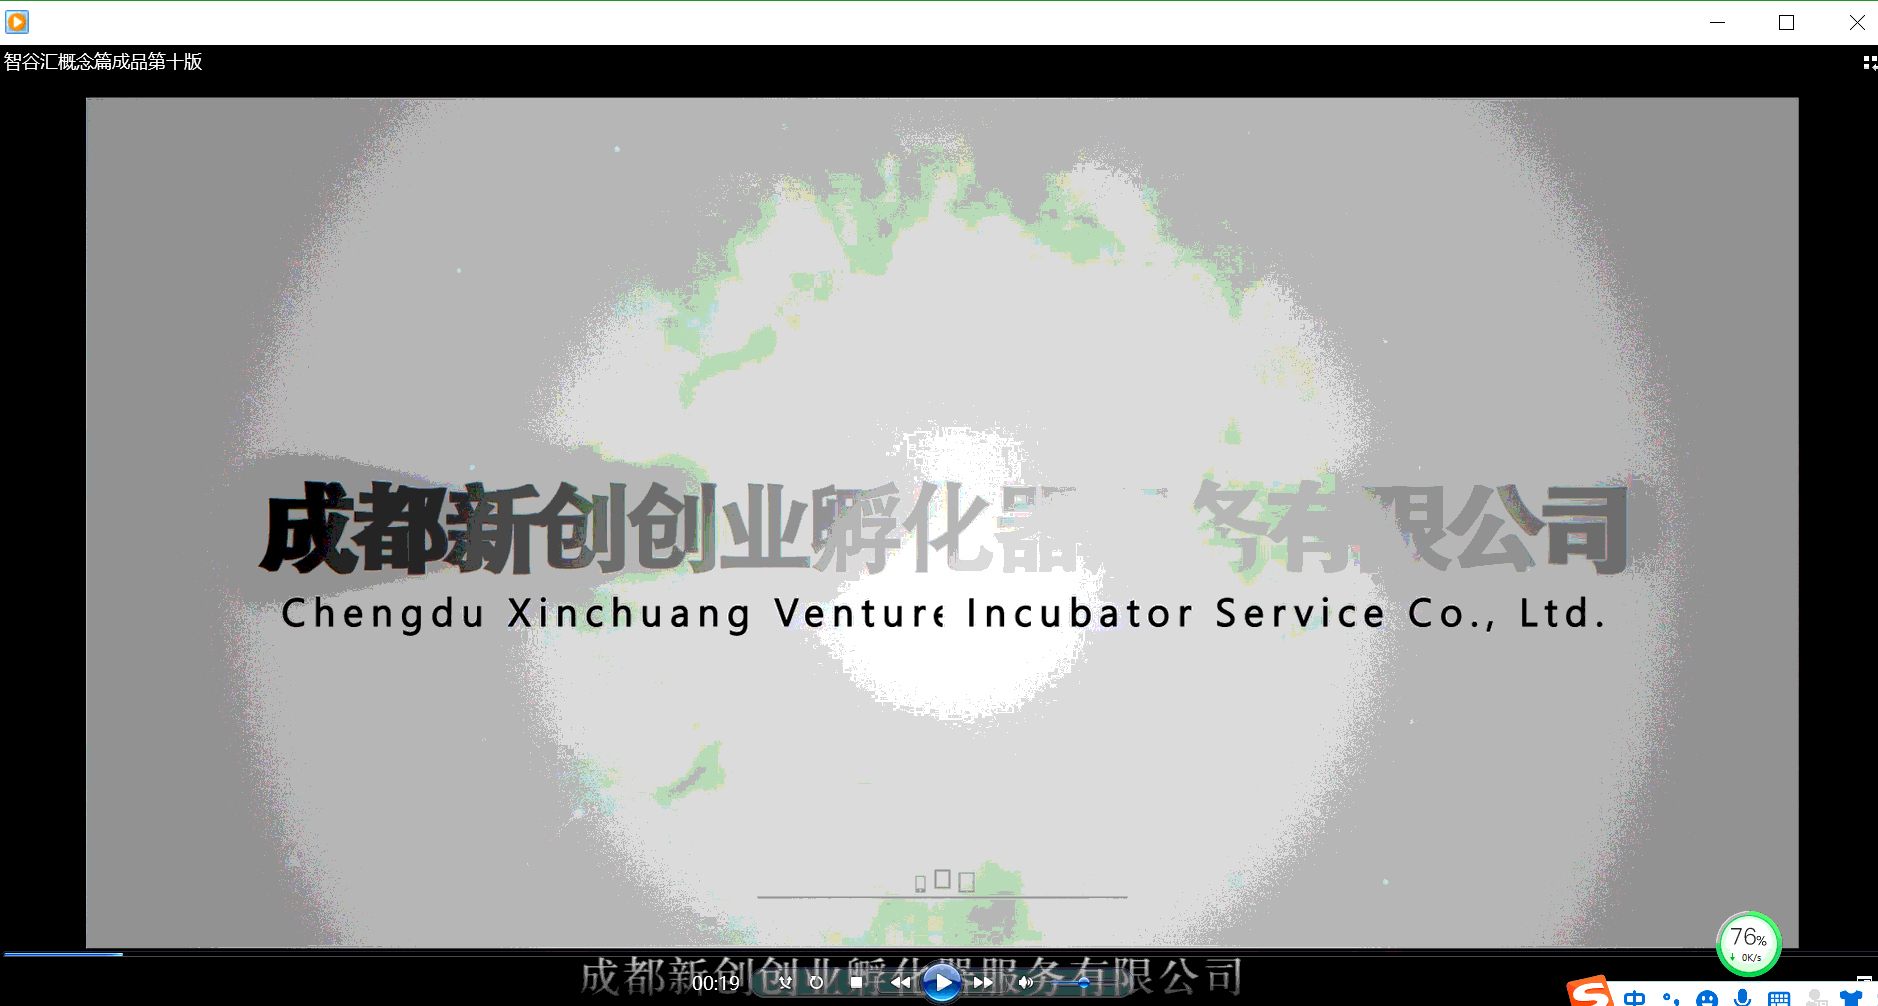 智谷汇概念篇成品第十版
成都新创创业孵化器 务有限公司
Chengdu Xinchuang Venture Incubator Service Co., Ltd.
76%
0K/s
成都新创创业孵化器服务有限公司
00:19
中